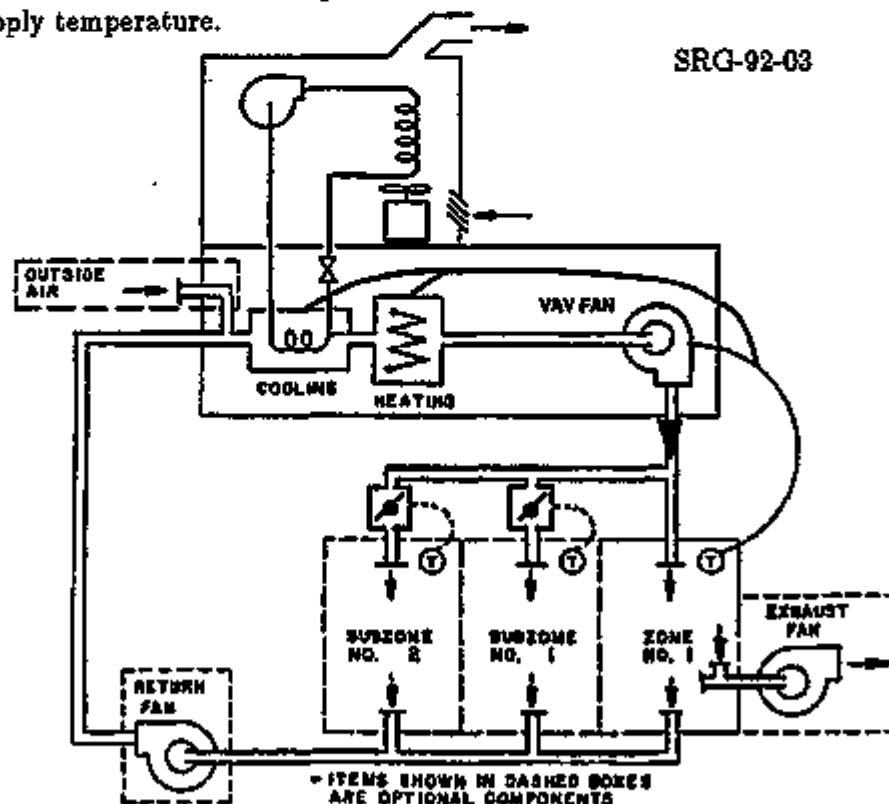 pply temperature.
SRG-92-03
OUTSIDE
AIR
VAV FAN
COOLING
HEATING
T
T
T
SUBZONE
NO. 2
SUBZONE
NO. 1
ZONE
NO. 1
EXHAUST
FAN
RETURN
FAN
- ITEMS SHOWN IN DASHED BOXES
ARE OPTIONAL COMPONENTS